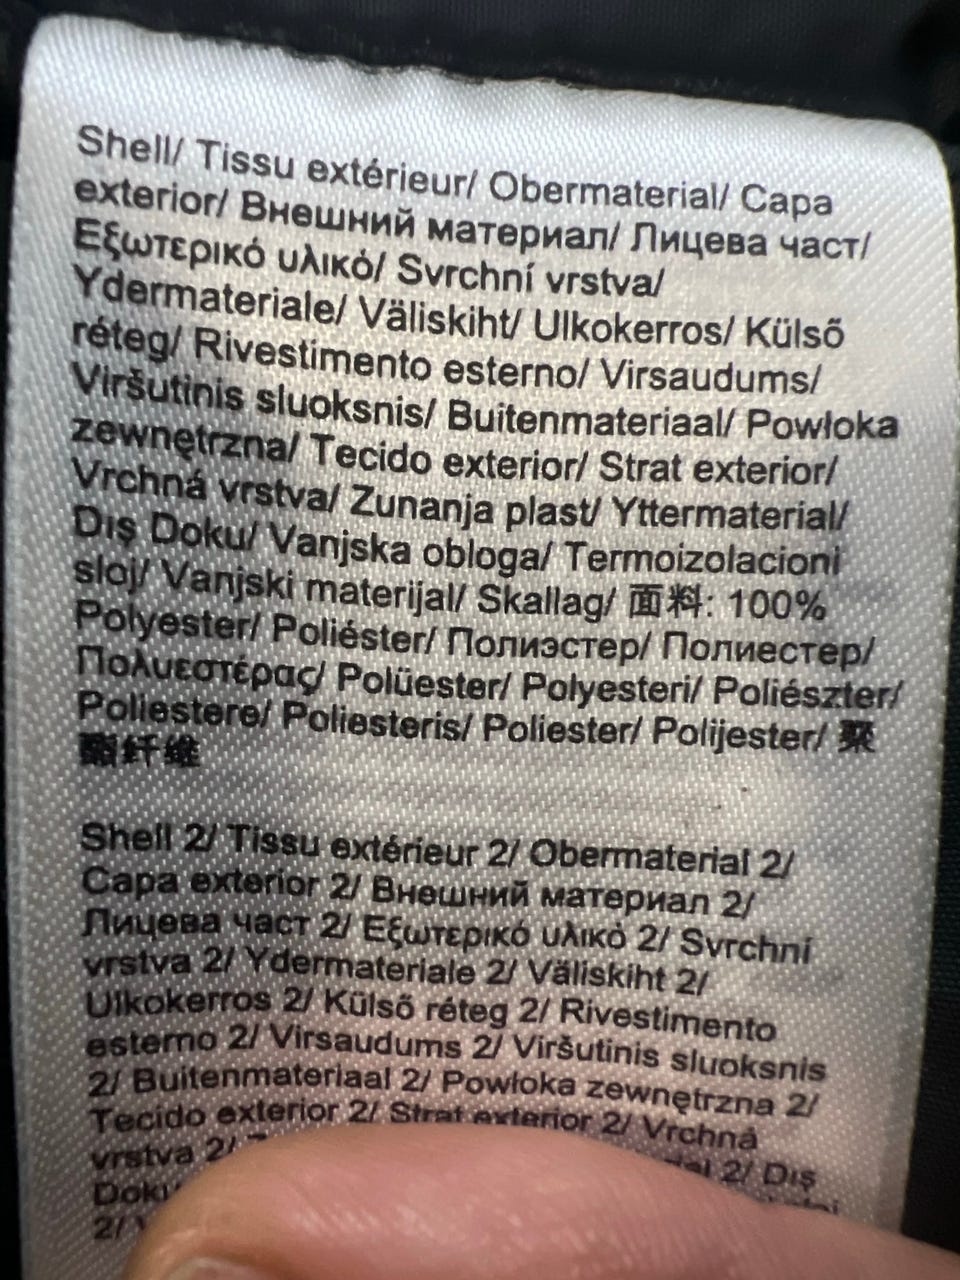 Shell/ Tissu extérieur/ Obermaterial/ Capa
exterior/ Внешний материал/ Лицева част/
Εξωτερικό υλικό/ Svrchní vrstva/
Ydermateriale/ Väliskiht/ Ulkokerros/ Külső
réteg/ Rivestimento esterno/ Virsaudums/
Viršutinis sluoksnis/ Buitenmateriaal/ Powłoka
zewnętrzna/ Tecido exterior/ Strat exterior/
Vrchná vrstva/ Zunanja plast/ Yttermaterial/
Dış Doku/ Vanjska obloga/ Termoizolacioni
sloj/ Vanjski materijal/ Skallag/ 面料: 100%
Polyester/ Poliéster/ Полиэстер/ Полиестер/
Πολυεστέρας/ Polüester/ Polyesteri/ Poliészter/
Poliestere/ Poliesteris/ Poliester/ Polijester/ 聚
酯纤维
Shell 2/ Tissu extérieur 2/ Obermaterial 2/
Capa exterior 2/ Внешний материал 2/
Лицева част 2/ Εξωτερικό υλικό 2/ Svrchní
vrstva 2/ Ydermateriale 2/ Väliskiht 2/
Ulkokerros 2/ Külső réteg 2/ Rivestimento
esterno 2/ Virsaudums 2/ Viršutinis sluoksnis
2/ Buitenmateriaal 2/ Powłoka zewnętrzna 2/
Tecido exterior 2/ Strat exterior 2/ Vrchná
vrstva 2/ 2/ Dış
2/